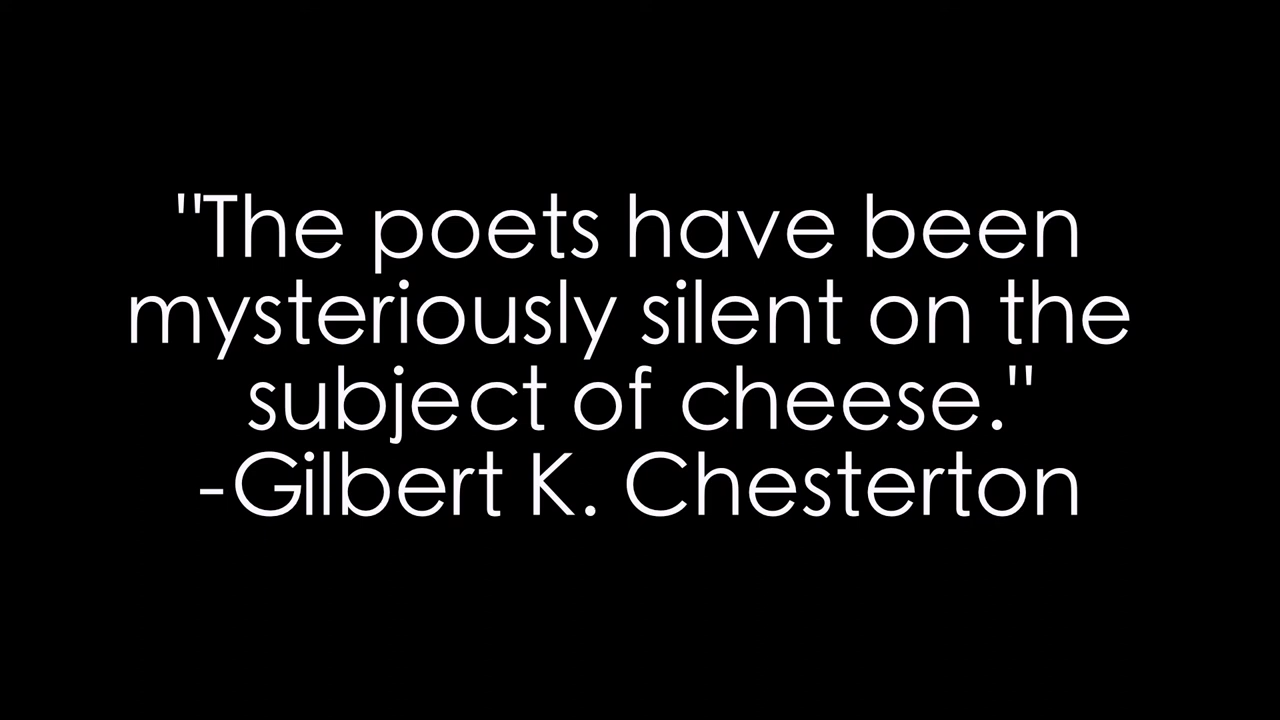 "The poets have been
mysteriously silent on the
subject of cheese."
-Gilbert K. Chesterton